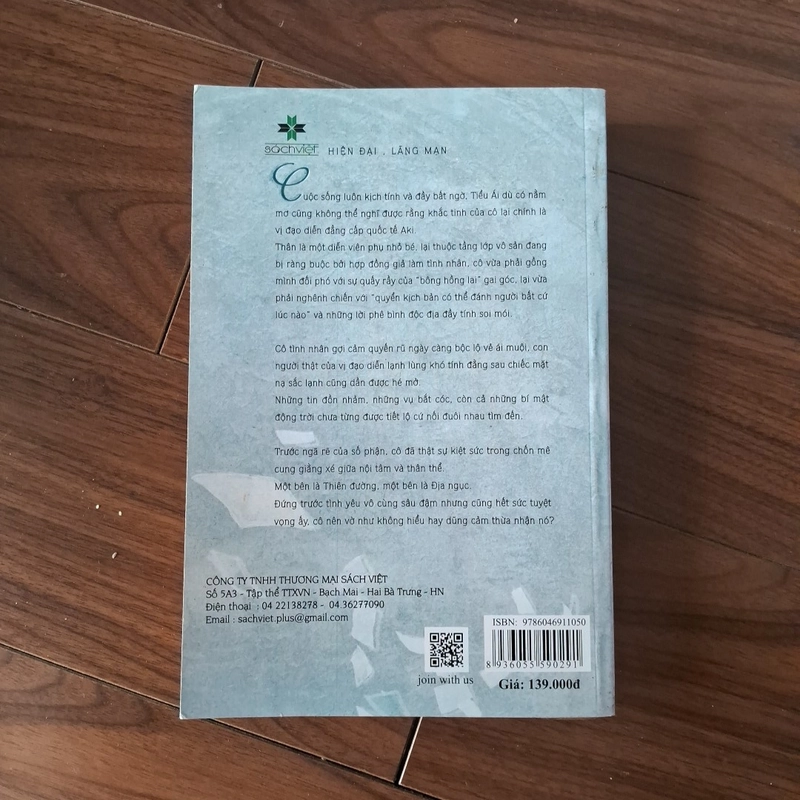 sáchviệt
HIỆN ĐẠI . LÃNG MẠN
Cuộc sống luôn kịch tính và đầy bất ngờ, Tiểu Ái dù có nằm
mơ cũng không thể nghĩ được rằng khắc tinh của cô lại chính là
vị đạo diễn đẳng cấp quốc tế Aki.
Thân là một diễn viên phụ nhỏ bé, lại thuộc tầng lớp vô sản đang
bị ràng buộc bởi hợp đồng giả làm tình nhân, cô vừa phải gồng
mình đối phó với sự quấy rầy của "bông hồng lai" gai góc, lại vừa
phải nghênh chiến với "quyển kịch bản có thể đánh người bất cứ
lúc nào" và những lời phê bình độc địa đầy tính soi mói.
Cô tình nhân gợi cảm quyến rũ ngày càng bộc lộ vẻ ái muội, con
người thật của vị đạo diễn lạnh lùng khó tính đằng sau chiếc mặt
nạ sắc lạnh cũng dần được hé mở.
Những tin đồn nhảm, những vụ bắt cóc, còn cả những bí mật
động trời chưa từng được tiết lộ cứ nối đuôi nhau tìm đến.
Trước ngã rẽ của số phận, cô đã thật sự kiệt sức trong chốn mê
cung giằng xé giữa nội tâm và thân thể.
Một bên là Thiên đường, một bên là Địa ngục.
Đứng trước tình yêu vô cùng sâu đậm nhưng cũng hết sức tuyệt
vọng ấy, cô nên vờ như không hiểu hay dũng cảm thừa nhận nó?
CÔNG TY TNHH THƯƠNG MẠI SÁCH VIỆT
Số 5A3 - Tập thể TTXVN - Bạch Mai - Hai Bà Trưng - HN
Điện thoại : 04 22138278 - 04 36277090
Email : sachviet.plus@gmail.com
ISBN: 9786046911050
8 936055 590291
join with us
Giá: 139.000đ